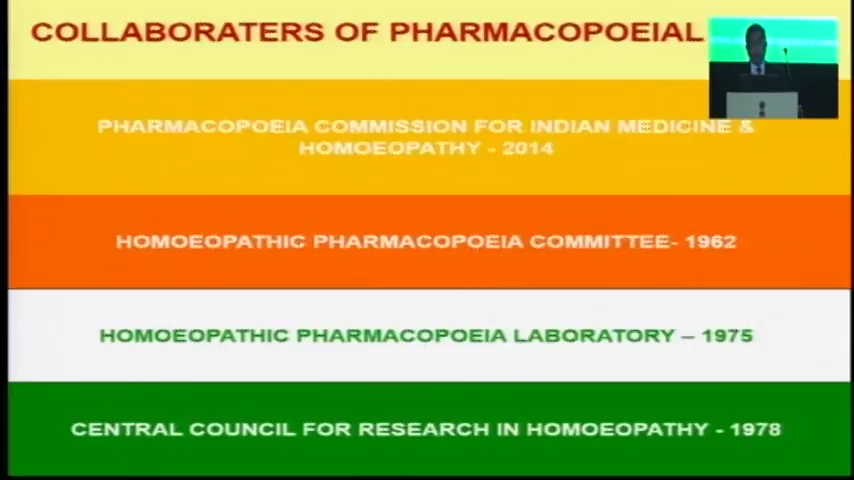 COLLABORATERS OF PHARMACOPOEIAL
PHARMACOPOEIA COMMISSION FOR INDIAN MEDICINE &
HOMOEOPATHY - 2014
HOMOEOPATHIC PHARMACOPOEIA COMMITTEE- 1962
HOMOEOPATHIC PHARMACOPOEIA LABORATORY – 1975
CENTRAL COUNCIL FOR RESEARCH IN HOMOEOPATHY - 1978